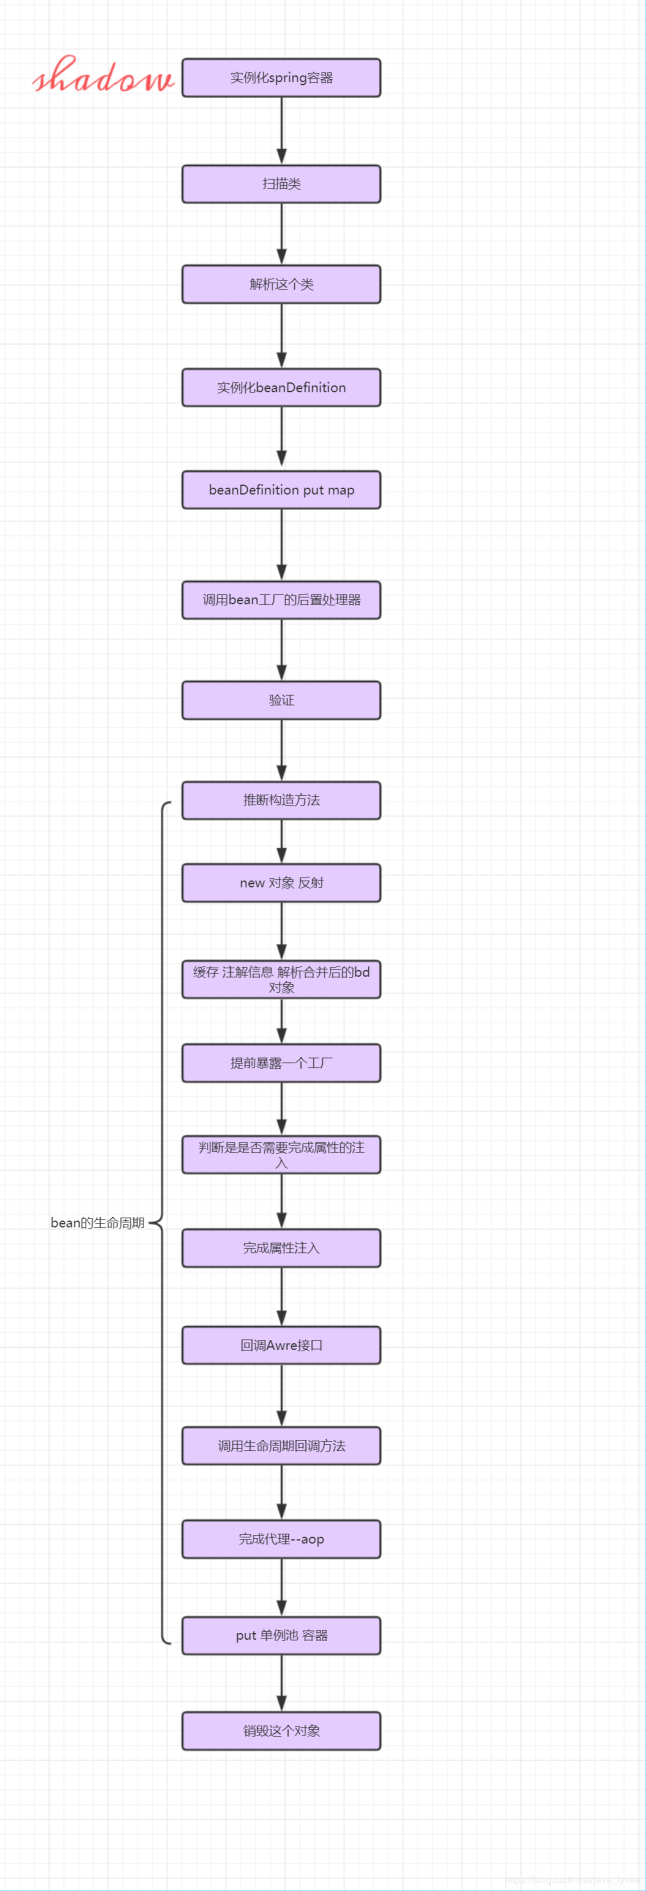 shadow
实例化spring容器
扫描类
解析这个类
实例化beanDefinition
beanDefinition put map
调用bean工厂的后置处理器
验证
推断构造方法
new 对象 反射
缓存 注解信息 解析合并后的bd
对象
提前暴露一个工厂
判断是是否需要完成属性的注
入
bean的生命周期
完成属性注入
回调Awre接口
调用生命周期回调方法
完成代理--aop
put 单例池 容器
销毁这个对象